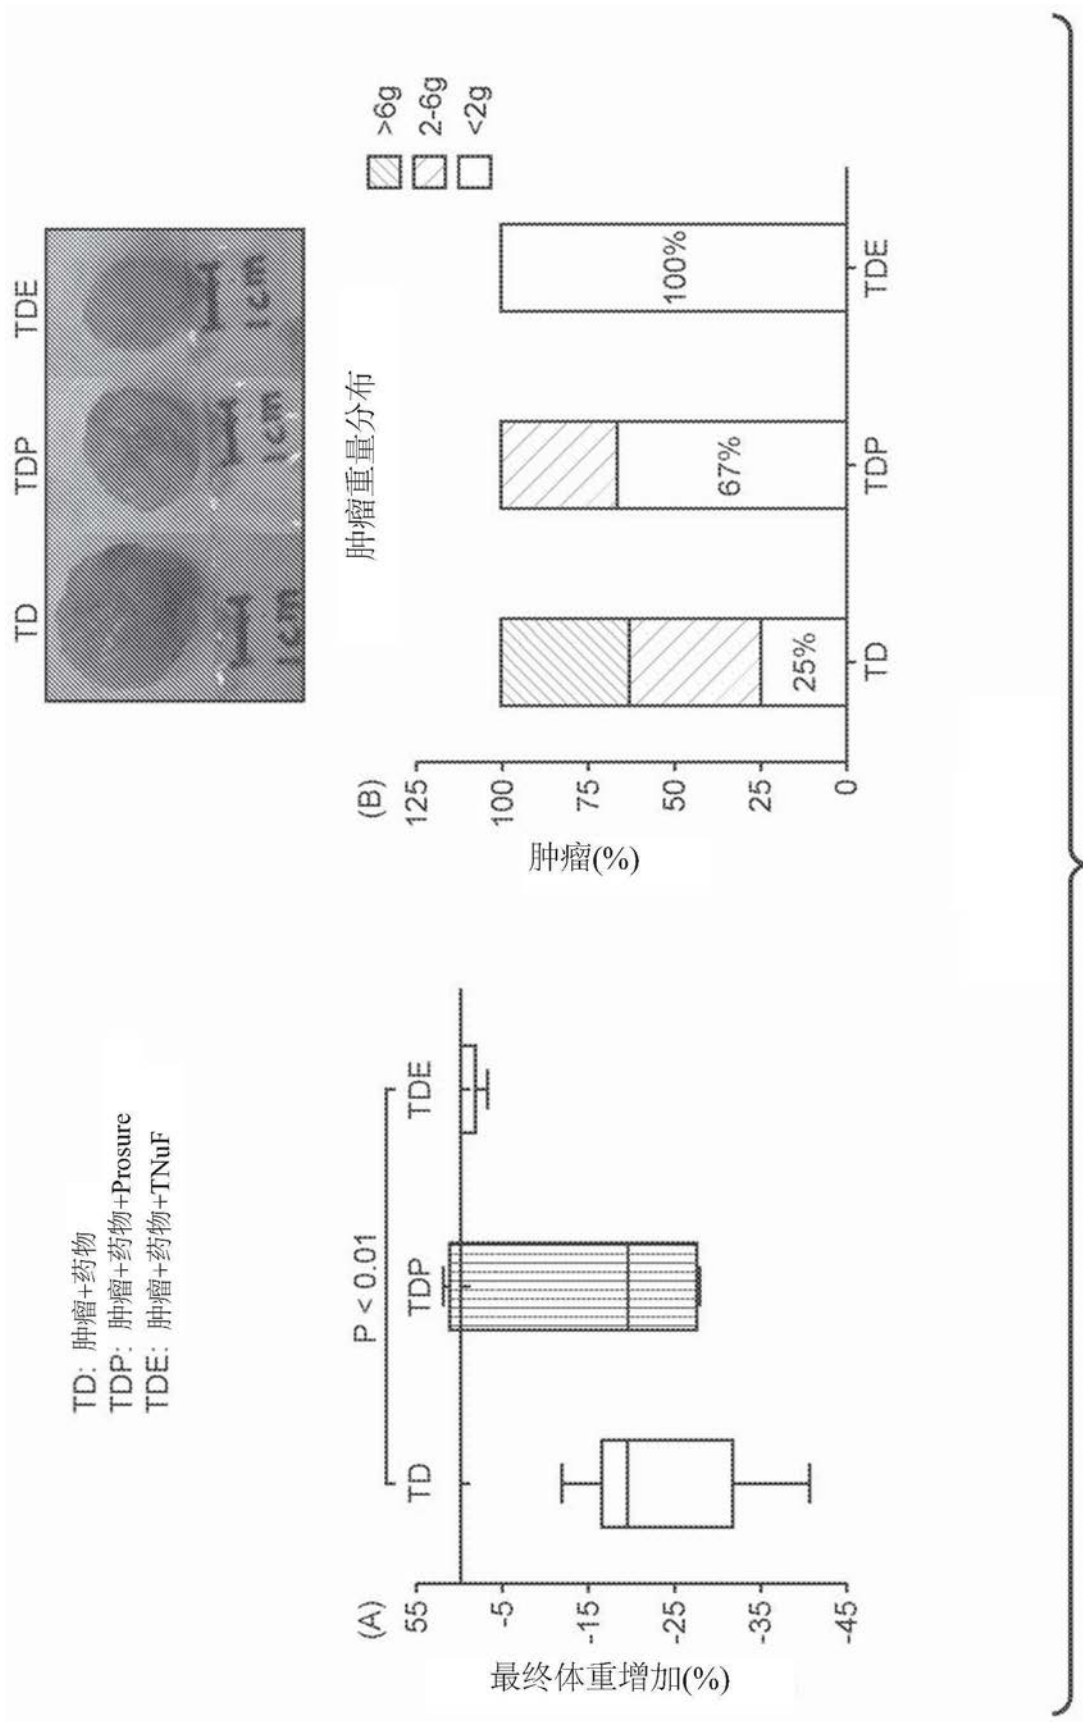 TD: 肿瘤+药物
TDP: 肿瘤+药物+Prosure
TDE: 肿瘤+药物+TNuF
(A)
P < 0.01
TD
TDP
TDE
55
-5
-15
-25
-35
-45
最终体重增加(%)
TD
TDP
TDE
1cm
1cm
1cm
肿瘤重量分布
(B)
>6g
2-6g
<2g
125
100
75
50
25
0
肿瘤(%)
25%
67%
100%
TD
TDP
TDE